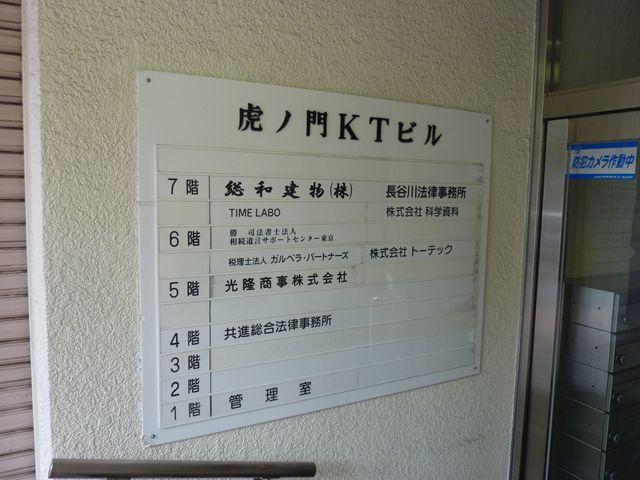 虎ノ門KTビル
7階 総和建物(株) 長谷川法律事務所
TIME LABO 株式会社 科学資料
6階 勝 司法書士法人
相続遺言サポートセンター東京
税理士法人 ガルベラ・パートナーズ 株式会社 トーテック
5階 光隆商事株式会社
4階 共進総合法律事務所
3階
2階
1階 管理室
防犯カメラ作動中